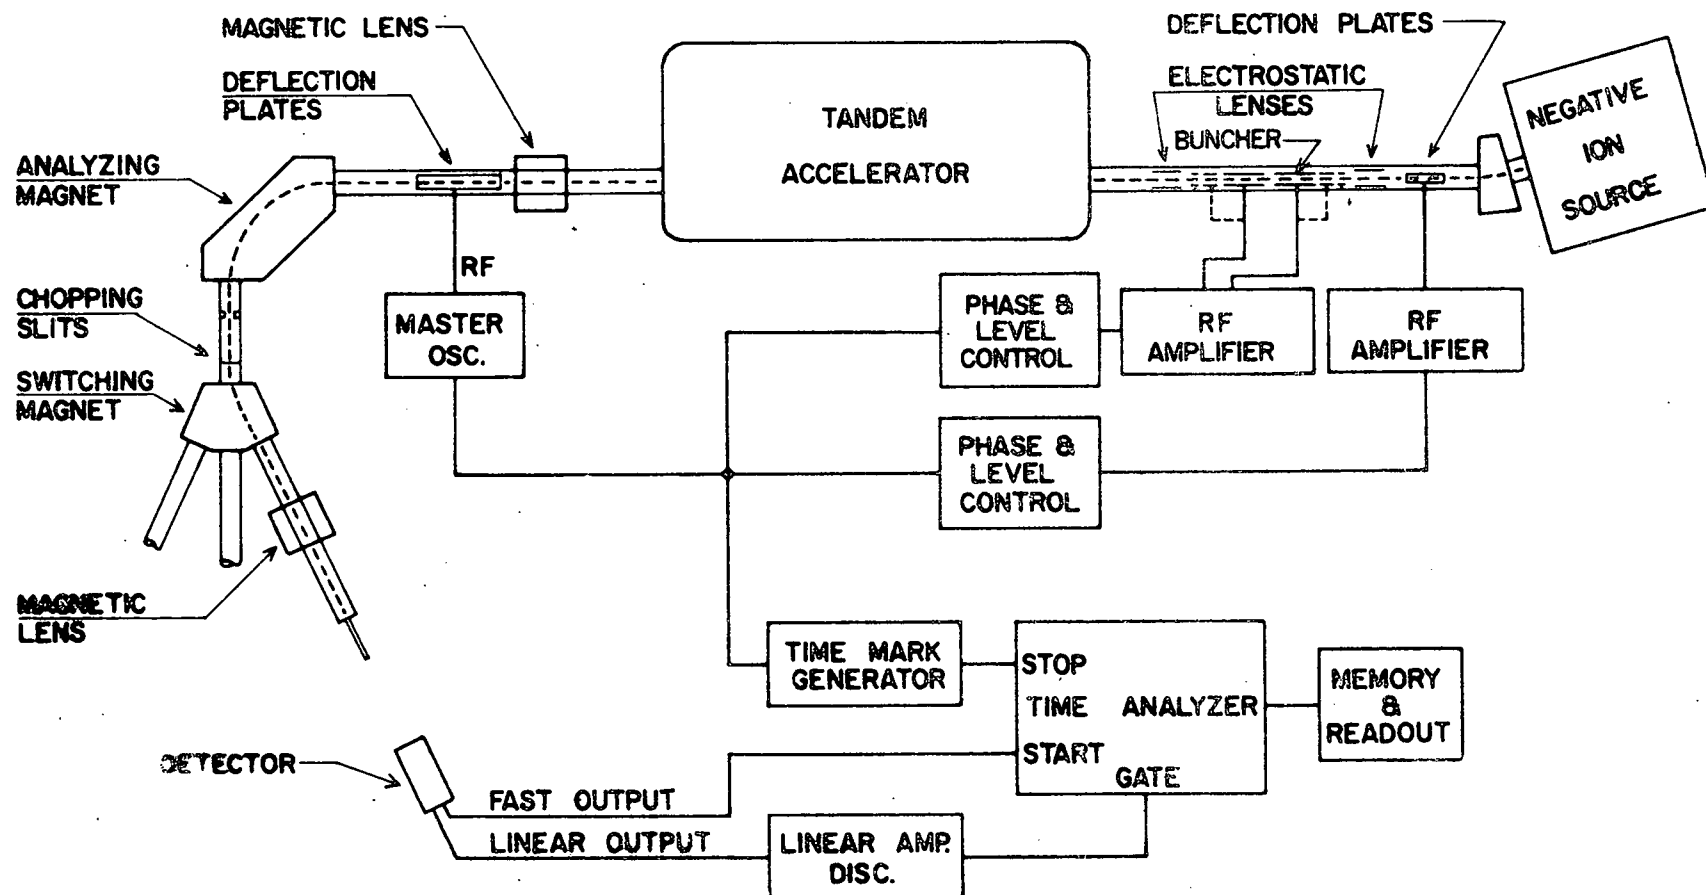 MAGNETIC LENS
DEFLECTION
PLATES
ANALYZING
MAGNET
CHOPPING
SLITS
SWITCHING
MAGNET
MAGNETIC
LENS
RF
MASTER
OSC.
TANDEM
ACCELERATOR
DEFLECTION PLATES
ELECTROSTATIC
LENSES
BUNCHER
NEGATIVE
ION
SOURCE
PHASE &
LEVEL
CONTROL
RF
AMPLIFIER
RF
AMPLIFIER
PHASE &
LEVEL
CONTROL
TIME MARK
GENERATOR
STOP
TIME ANALYZER
START
GATE
MEMORY
&
READOUT
DETECTOR
FAST OUTPUT
LINEAR OUTPUT
LINEAR AMP.
DISC.